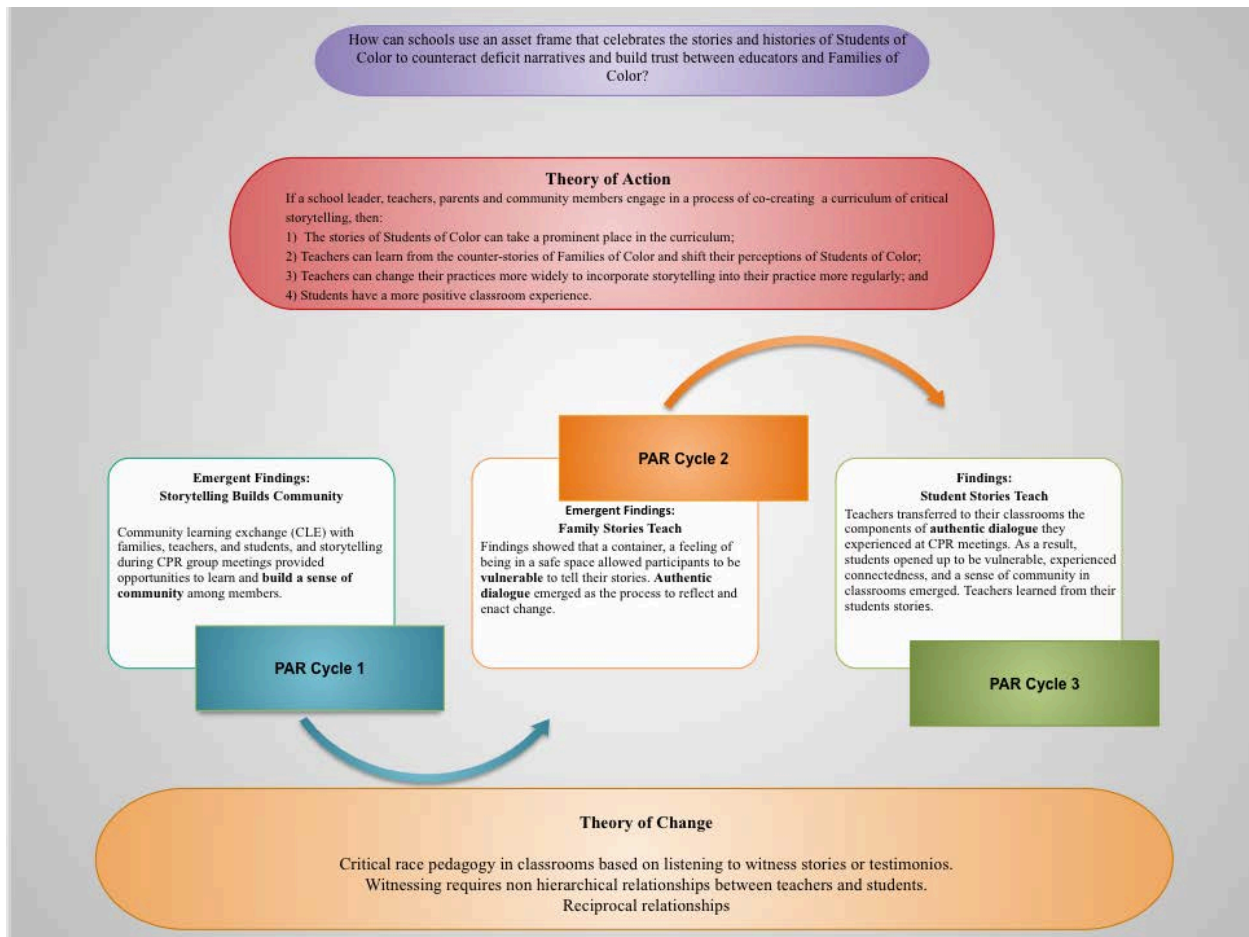 How can schools use an asset frame that celebrates the stories and histories of Students of
Color to counteract deficit narratives and build trust between educators and Families of
Color?
Theory of Action
If a school leader, teachers, parents and community members engage in a process of co-creating a curriculum of critical
storytelling, then:
1) The stories of Students of Color can take a prominent place in the curriculum;
2) Teachers can learn from the counter-stories of Families of Color and shift their perceptions of Students of Color;
3) Teachers can change their practices more widely to incorporate storytelling into their practice more regularly; and
4) Students have a more positive classroom experience.
Emergent Findings:
Storytelling Builds Community
Community learning exchange (CLE) with
families, teachers, and students, and storytelling
during CPR group meetings provided
opportunities to learn and build a sense of
community among members.
PAR Cycle 1
PAR Cycle 2
Emergent Findings:
Family Stories Teach
Findings showed that a container, a feeling of
being in a safe space allowed participants to be
vulnerable to tell their stories. Authentic
dialogue emerged as the process to reflect and
enact change.
Findings:
Student Stories Teach
Teachers transferred to their classrooms the
components of authentic dialogue they
experienced at CPR meetings. As a result,
students opened up to be vulnerable, experienced
connectedness, and a sense of community in
classrooms emerged. Teachers learned from their
students stories.
PAR Cycle 3
Theory of Change
Critical race pedagogy in classrooms based on listening to witness stories or testimonios.
Witnessing requires non hierarchical relationships between teachers and students.
Reciprocal relationships